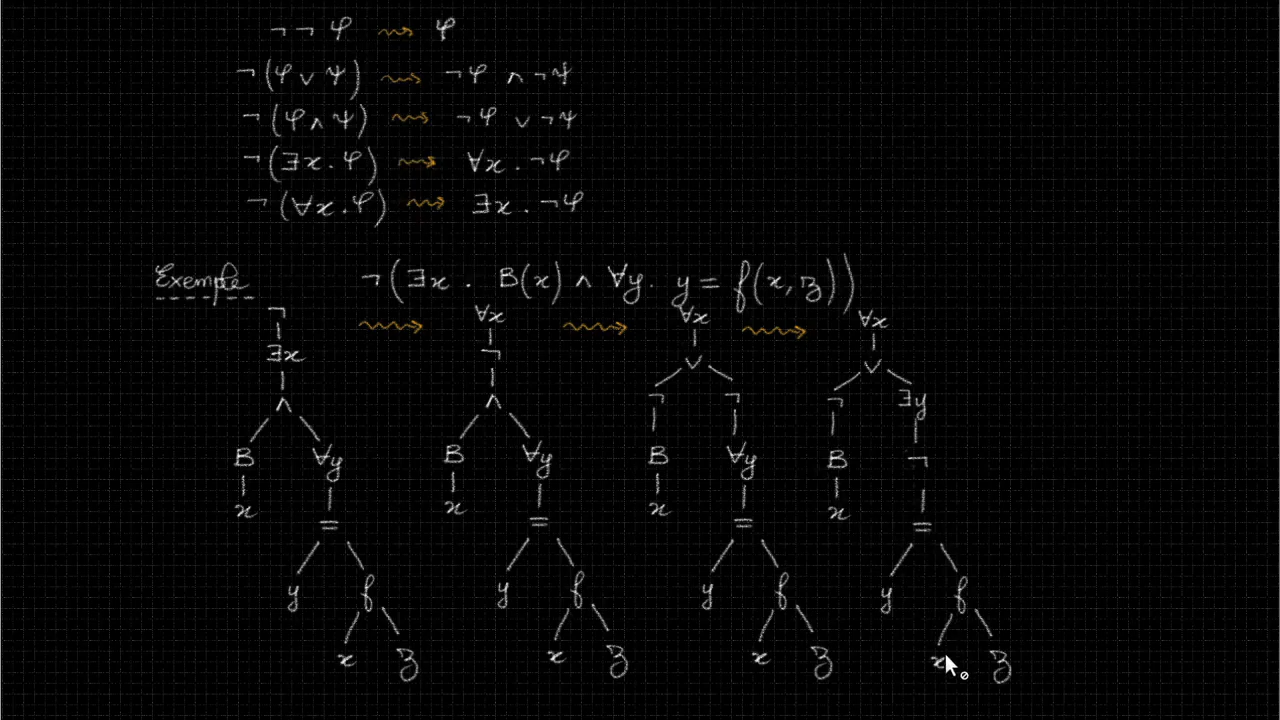 ¬ ¬ φ ⇝ φ
¬ (φ ∨ ψ) ⇝ ¬φ ∧ ¬ψ
¬ (φ ∧ ψ) ⇝ ¬φ ∨ ¬ψ
¬ (∃x . φ) ⇝ ∀x . ¬φ
¬ (∀x . φ) ⇝ ∃x . ¬φ
Exemple ¬ (∃x . B(x) ∧ ∀y . y = f(x, z))
¬ ⇝ ∀x ⇝ ∀x ⇝ ∀x
∃x ¬ ∨ ∨
∧ ∧ ¬ ¬ ¬ ∃y
B ∀y B ∀y B ∀y B ¬
x x x x
= = = =
y f y f y f y f
x z x z x z x z